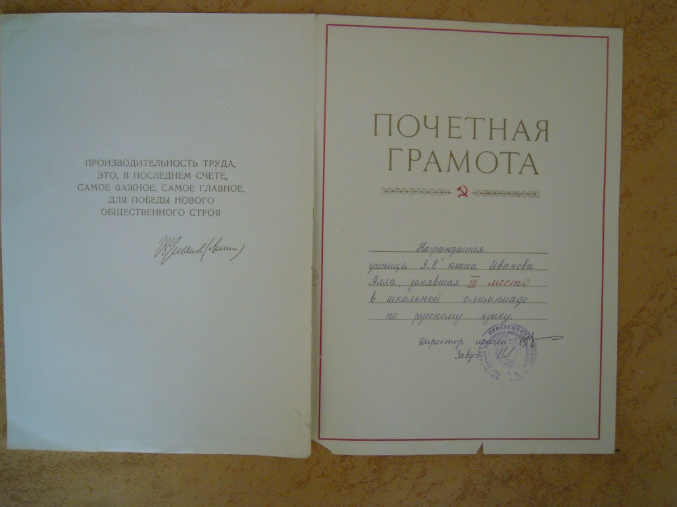 ПРОИЗВОДИТЕЛЬНОСТЬ ТРУДА,
ЭТО, В ПОСЛЕДНЕМ СЧЕТЕ,
САМОЕ ВАЖНОЕ, САМОЕ ГЛАВНОЕ,
ДЛЯ ПОБЕДЫ НОВОГО
ОБЩЕСТВЕННОГО СТРОЯ
ПОЧЕТНАЯ
ГРАМОТА
Награждается
ученица 3 "В" класса Иванова
Алла, занявшая III место
в школьной олимпиаде
по русскому языку.
Директор школы
Завуч